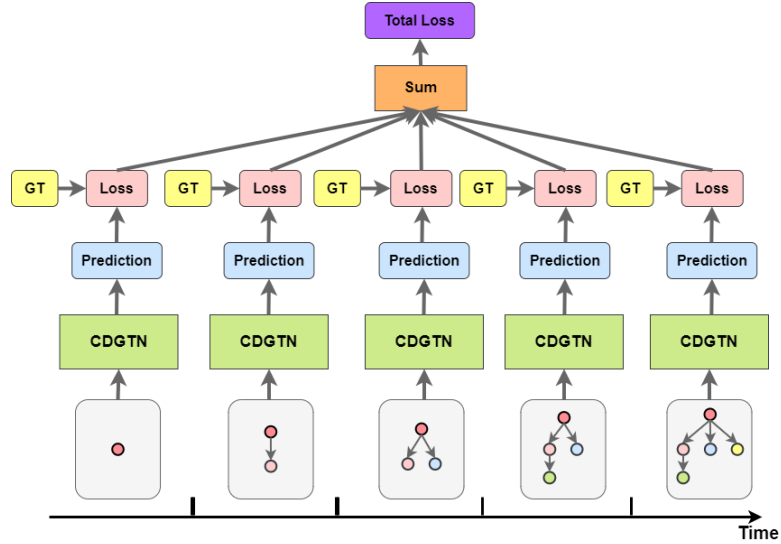 Total Loss
Sum
GT Loss GT Loss GT Loss GT Loss GT Loss
Prediction Prediction Prediction Prediction Prediction
CDGTN CDGTN CDGTN CDGTN CDGTN
Time